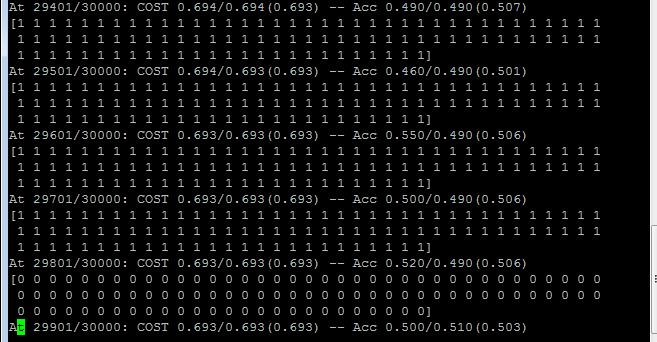 At 29401/30000: COST 0.694/0.694(0.693) -- Acc 0.490/0.490(0.507)
[1 1 1 1 1 1 1 1 1 1 1 1 1 1 1 1 1 1 1 1 1 1 1 1 1 1 1 1 1 1 1 1 1 1 1 1 1
 1 1 1 1 1 1 1 1 1 1 1 1 1 1 1 1 1 1 1 1 1 1 1 1 1 1 1 1 1 1 1 1 1 1 1 1 1
 1 1 1 1 1 1 1 1 1 1 1 1 1 1 1 1 1 1 1 1 1 1 1 1 1 1]
At 29501/30000: COST 0.694/0.693(0.693) -- Acc 0.460/0.490(0.501)
[1 1 1 1 1 1 1 1 1 1 1 1 1 1 1 1 1 1 1 1 1 1 1 1 1 1 1 1 1 1 1 1 1 1 1 1 1
 1 1 1 1 1 1 1 1 1 1 1 1 1 1 1 1 1 1 1 1 1 1 1 1 1 1 1 1 1 1 1 1 1 1 1 1 1
 1 1 1 1 1 1 1 1 1 1 1 1 1 1 1 1 1 1 1 1 1 1 1 1 1 1]
At 29601/30000: COST 0.693/0.693(0.693) -- Acc 0.550/0.490(0.506)
[1 1 1 1 1 1 1 1 1 1 1 1 1 1 1 1 1 1 1 1 1 1 1 1 1 1 1 1 1 1 1 1 1 1 1 1 1
 1 1 1 1 1 1 1 1 1 1 1 1 1 1 1 1 1 1 1 1 1 1 1 1 1 1 1 1 1 1 1 1 1 1 1 1 1
 1 1 1 1 1 1 1 1 1 1 1 1 1 1 1 1 1 1 1 1 1 1 1 1 1 1]
At 29701/30000: COST 0.693/0.693(0.693) -- Acc 0.500/0.490(0.506)
[1 1 1 1 1 1 1 1 1 1 1 1 1 1 1 1 1 1 1 1 1 1 1 1 1 1 1 1 1 1 1 1 1 1 1 1 1
 1 1 1 1 1 1 1 1 1 1 1 1 1 1 1 1 1 1 1 1 1 1 1 1 1 1 1 1 1 1 1 1 1 1 1 1 1
 1 1 1 1 1 1 1 1 1 1 1 1 1 1 1 1 1 1 1 1 1 1 1 1 1 1]
At 29801/30000: COST 0.693/0.693(0.693) -- Acc 0.520/0.490(0.506)
[0 0 0 0 0 0 0 0 0 0 0 0 0 0 0 0 0 0 0 0 0 0 0 0 0 0 0 0 0 0 0 0 0 0 0 0 0
 0 0 0 0 0 0 0 0 0 0 0 0 0 0 0 0 0 0 0 0 0 0 0 0 0 0 0 0 0 0 0 0 0 0 0 0 0
 0 0 0 0 0 0 0 0 0 0 0 0 0 0 0 0 0 0 0 0 0 0 0 0 0 0]
At 29901/30000: COST 0.693/0.693(0.693) -- Acc 0.500/0.510(0.503)